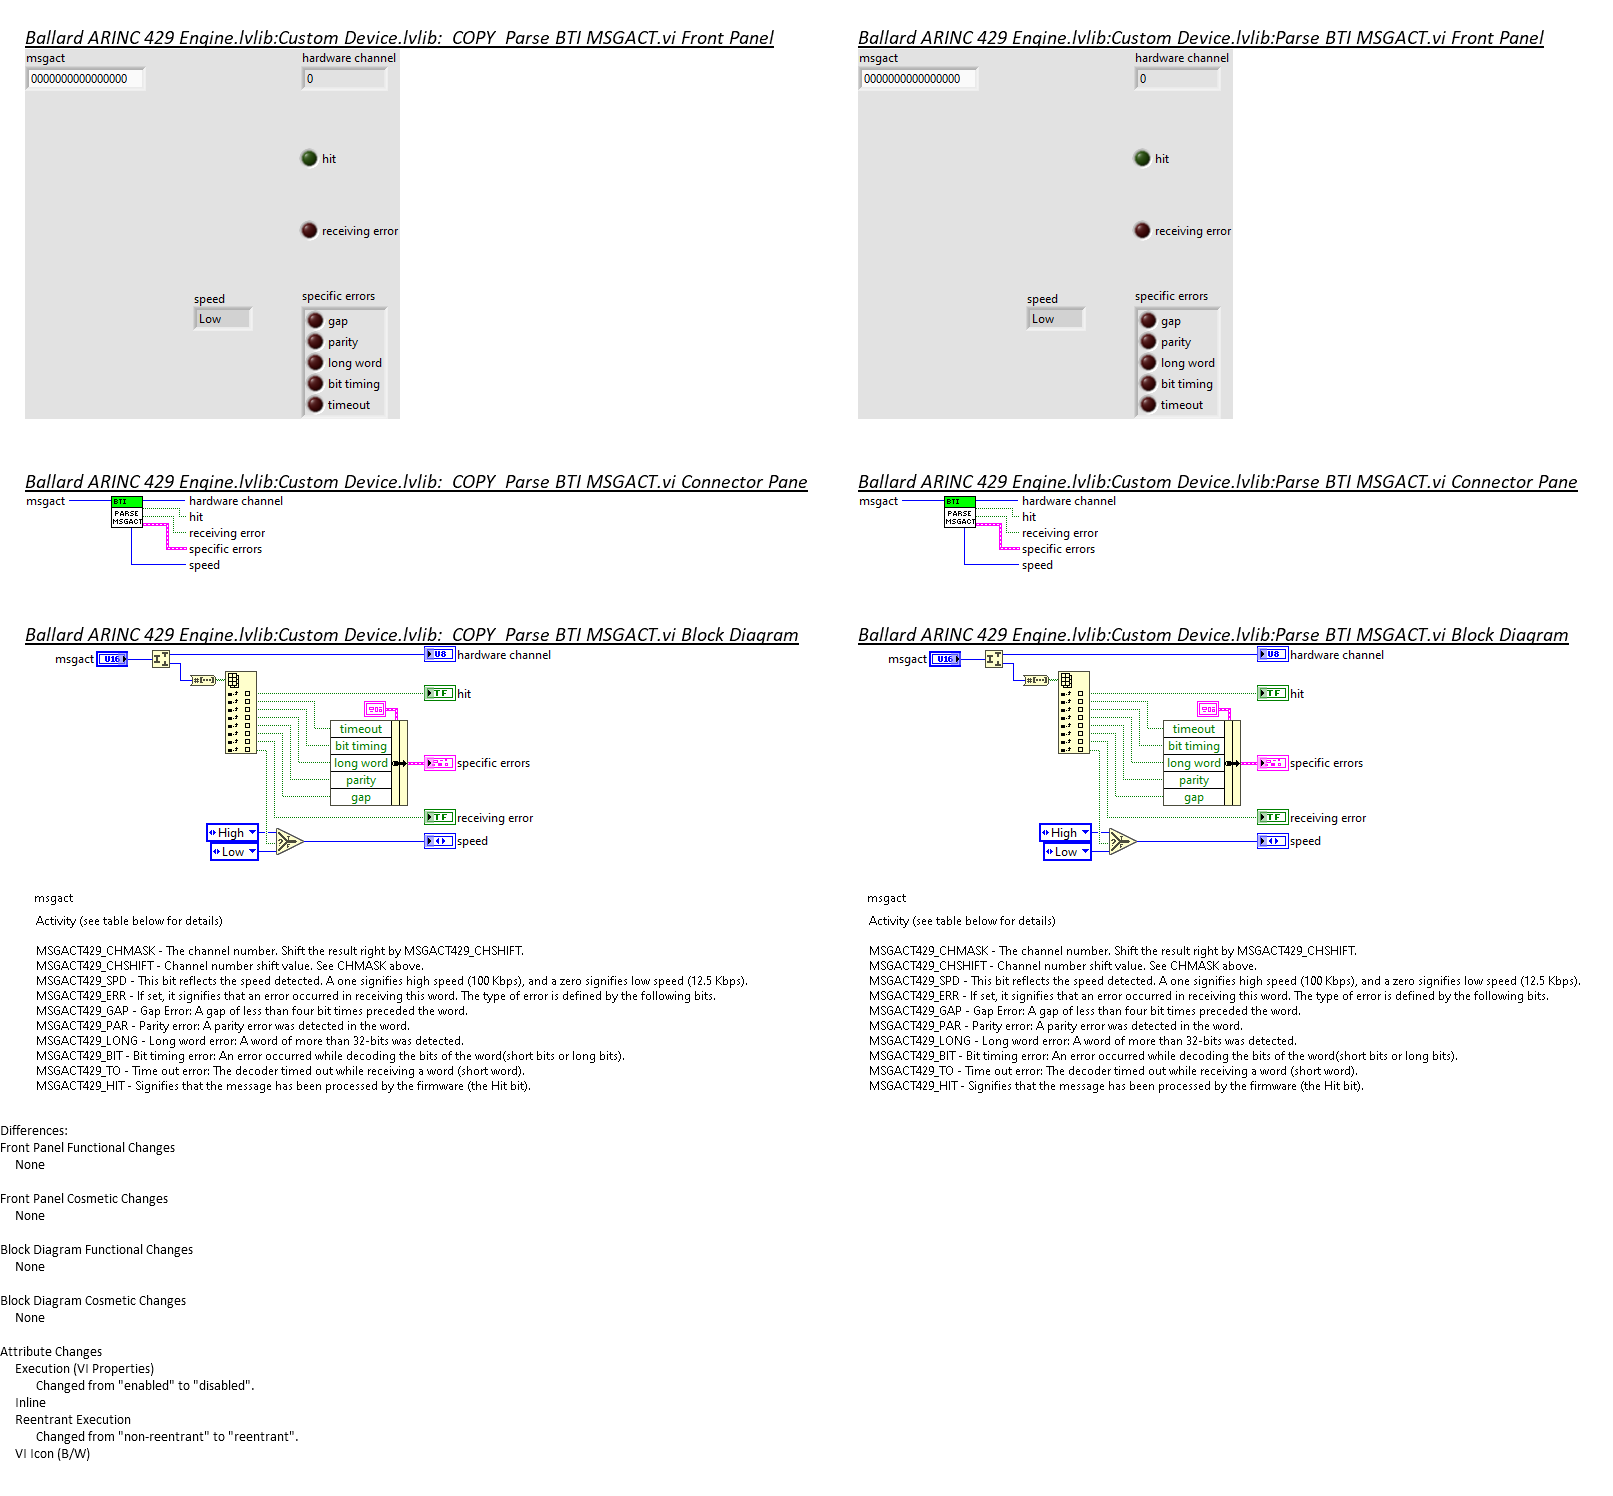 Ballard ARINC 429 Engine.lvlib:Custom Device.lvlib:_COPY_Parse BTI MSGACT.vi Front Panel
msgact
hardware channel
0000000000000000
0
hit
receiving error
speed
specific errors
Low
gap
parity
long word
bit timing
timeout
Ballard ARINC 429 Engine.lvlib:Custom Device.lvlib:Parse BTI MSGACT.vi Front Panel
msgact
hardware channel
0000000000000000
0
hit
receiving error
speed
specific errors
Low
gap
parity
long word
bit timing
timeout
Ballard ARINC 429 Engine.lvlib:Custom Device.lvlib:_COPY_Parse BTI MSGACT.vi Connector Pane
msgact
BTI
PARSE
MSGACT
hardware channel
hit
receiving error
specific errors
speed
Ballard ARINC 429 Engine.lvlib:Custom Device.lvlib:Parse BTI MSGACT.vi Connector Pane
msgact
BTI
PARSE
MSGACT
hardware channel
hit
receiving error
specific errors
speed
Ballard ARINC 429 Engine.lvlib:Custom Device.lvlib:_COPY_Parse BTI MSGACT.vi Block Diagram
msgact
U16
U8
hardware channel
TF
hit
timeout
bit timing
long word
parity
gap
specific errors
TF
receiving error
High
Low
speed
msgact
Activity (see table below for details)
MSGACT429_CHMASK - The channel number. Shift the result right by MSGACT429_CHSHIFT.
MSGACT429_CHSHIFT - Channel number shift value. See CHMASK above.
MSGACT429_SPD - This bit reflects the speed detected. A one signifies high speed (100 Kbps), and a zero signifies low speed (12.5 Kbps).
MSGACT429_ERR - If set, it signifies that an error occurred in receiving this word. The type of error is defined by the following bits.
MSGACT429_GAP - Gap Error: A gap of less than four bit times preceded the word.
MSGACT429_PAR - Parity error: A parity error was detected in the word.
MSGACT429_LONG - Long word error: A word of more than 32-bits was detected.
MSGACT429_BIT - Bit timing error: An error occurred while decoding the bits of the word(short bits or long bits).
MSGACT429_TO - Time out error: The decoder timed out while receiving a word (short word).
MSGACT429_HIT - Signifies that the message has been processed by the firmware (the Hit bit).
Ballard ARINC 429 Engine.lvlib:Custom Device.lvlib:Parse BTI MSGACT.vi Block Diagram
msgact
U16
U8
hardware channel
TF
hit
timeout
bit timing
long word
parity
gap
specific errors
TF
receiving error
High
Low
speed
msgact
Activity (see table below for details)
MSGACT429_CHMASK - The channel number. Shift the result right by MSGACT429_CHSHIFT.
MSGACT429_CHSHIFT - Channel number shift value. See CHMASK above.
MSGACT429_SPD - This bit reflects the speed detected. A one signifies high speed (100 Kbps), and a zero signifies low speed (12.5 Kbps).
MSGACT429_ERR - If set, it signifies that an error occurred in receiving this word. The type of error is defined by the following bits.
MSGACT429_GAP - Gap Error: A gap of less than four bit times preceded the word.
MSGACT429_PAR - Parity error: A parity error was detected in the word.
MSGACT429_LONG - Long word error: A word of more than 32-bits was detected.
MSGACT429_BIT - Bit timing error: An error occurred while decoding the bits of the word(short bits or long bits).
MSGACT429_TO - Time out error: The decoder timed out while receiving a word (short word).
MSGACT429_HIT - Signifies that the message has been processed by the firmware (the Hit bit).
Differences:
Front Panel Functional Changes
None
Front Panel Cosmetic Changes
None
Block Diagram Functional Changes
None
Block Diagram Cosmetic Changes
None
Attribute Changes
Execution (VI Properties)
Changed from "enabled" to "disabled".
Inline
Reentrant Execution
Changed from "non-reentrant" to "reentrant".
VI Icon (B/W)